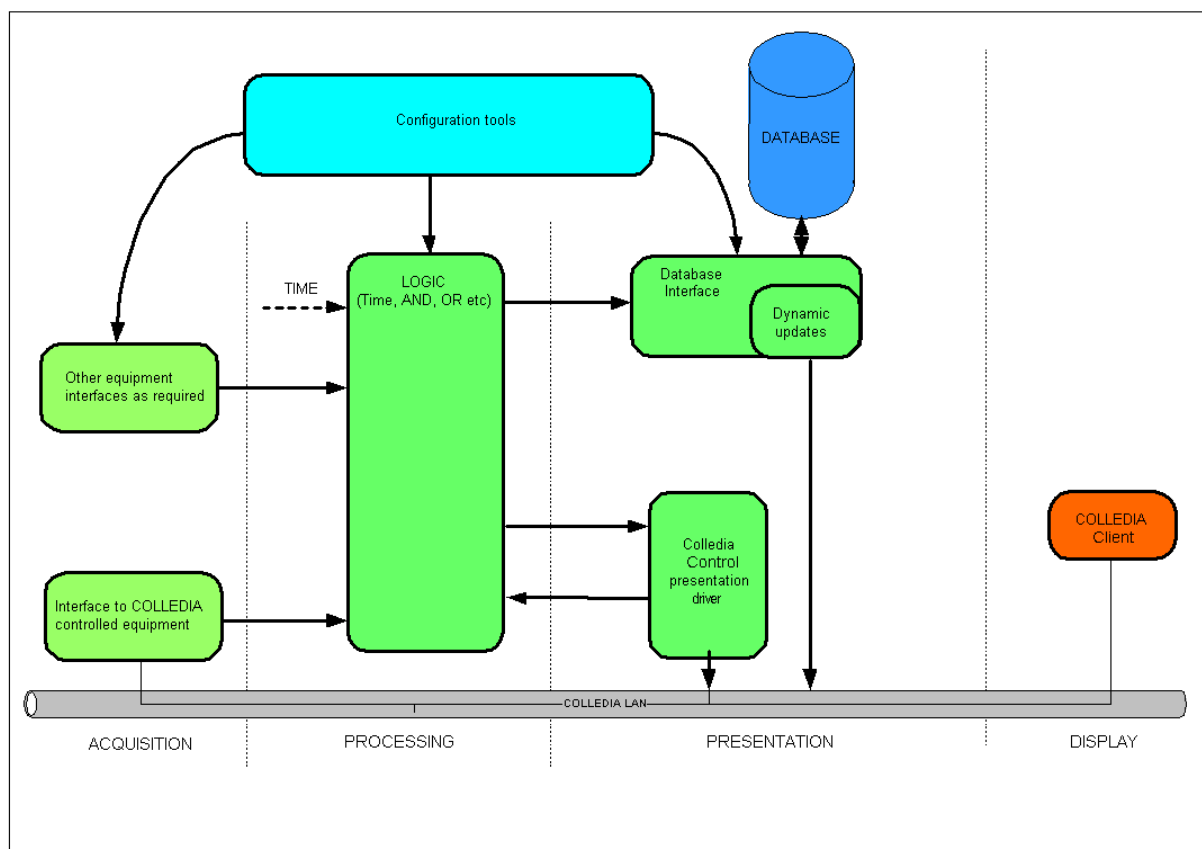 Configuration tools
DATABASE
TIME
LOGIC
(Time, AND, OR etc)
Database
Interface
Dynamic
updates
Other equipment
interfaces as required
Colledia
Control
presentation
driver
COLLEDIA
Client
Interface to COLLEDIA
controlled equipment
COLLEDIA LAN
ACQUISITION
PROCESSING
PRESENTATION
DISPLAY